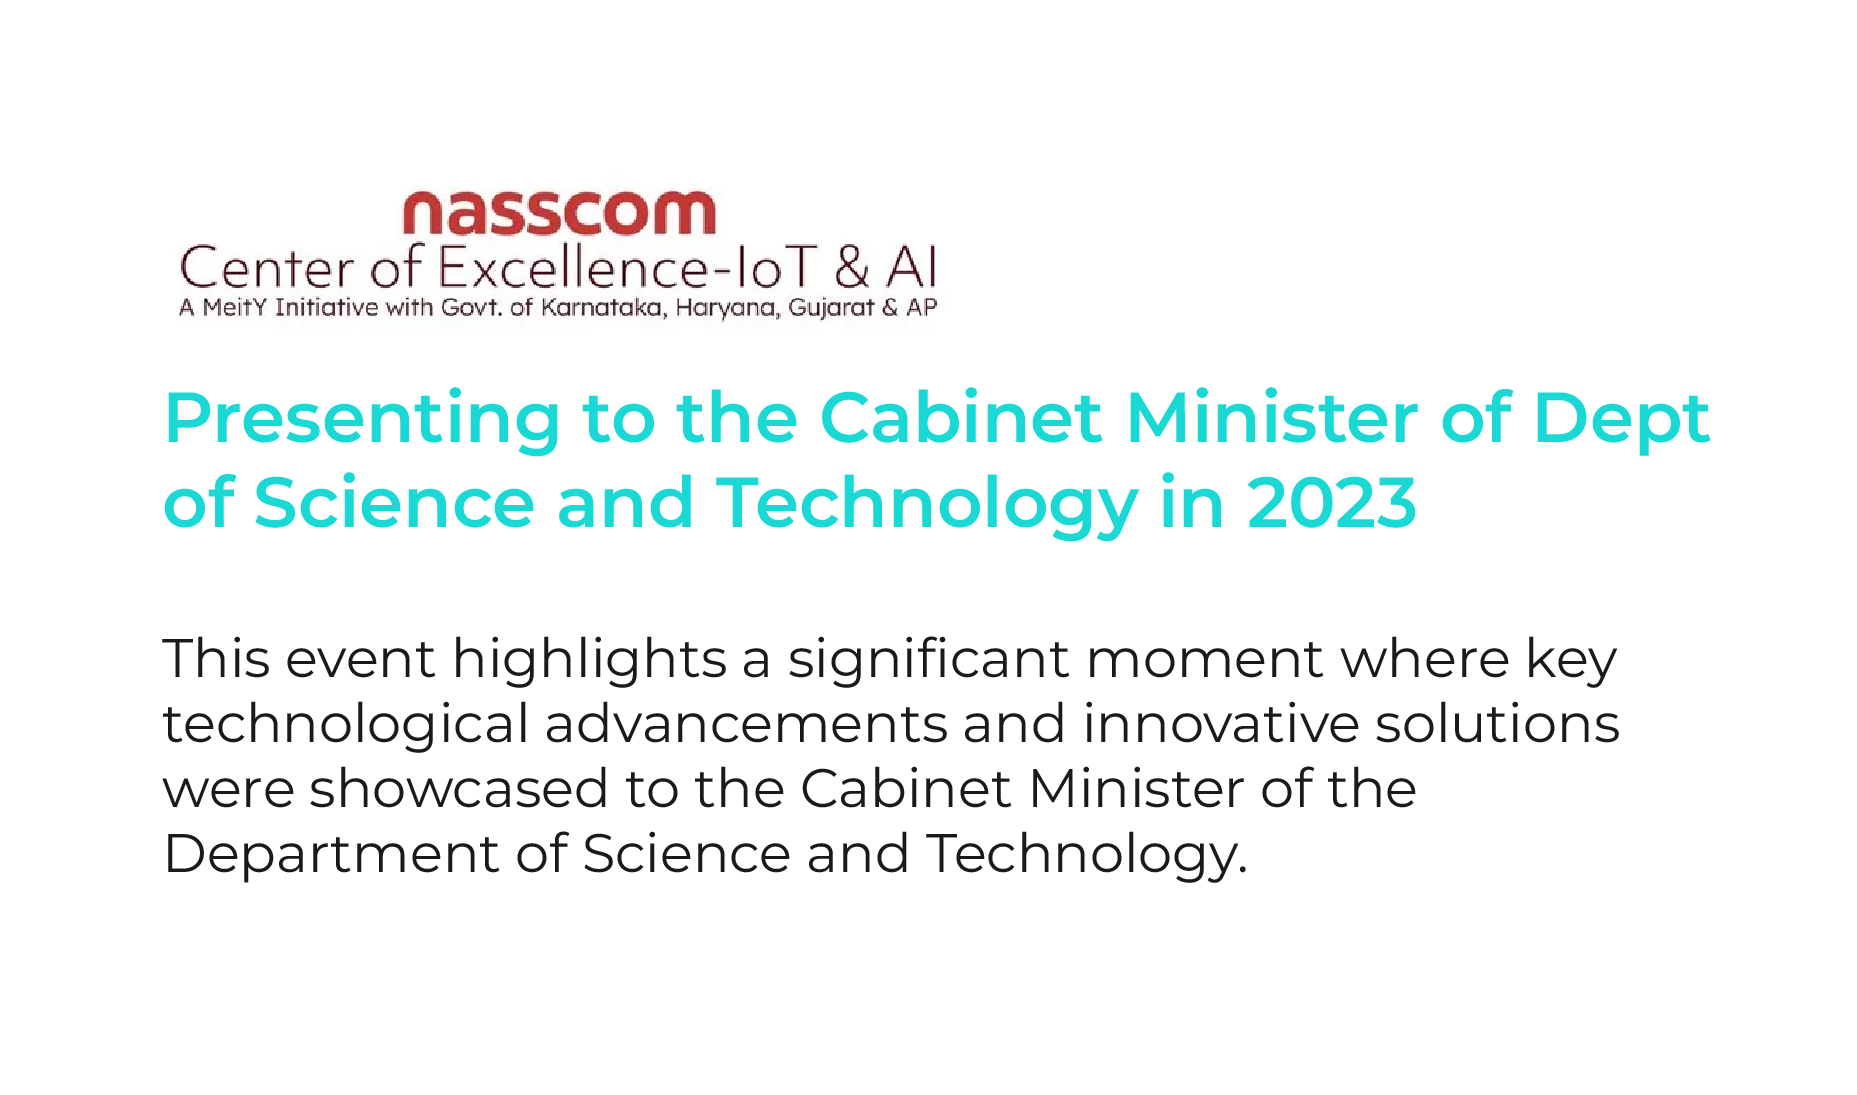 nasscom
Center of Excellence-IoT & AI
A MeitY Initiative with Govt. of Karnataka, Haryana, Gujarat & AP
Presenting to the Cabinet Minister of Dept
of Science and Technology in 2023
This event highlights a significant moment where key
technological advancements and innovative solutions
were showcased to the Cabinet Minister of the
Department of Science and Technology.